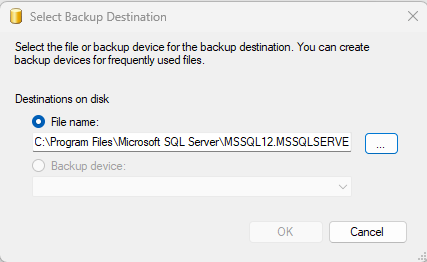 Select Backup Destination
Select the file or backup device for the backup destination. You can create
backup devices for frequently used files.
Destinations on disk
File name:
C:\Program Files\Microsoft SQL Server\MSSQL12.MSSQLSERVE
...
Backup device:
OK
Cancel